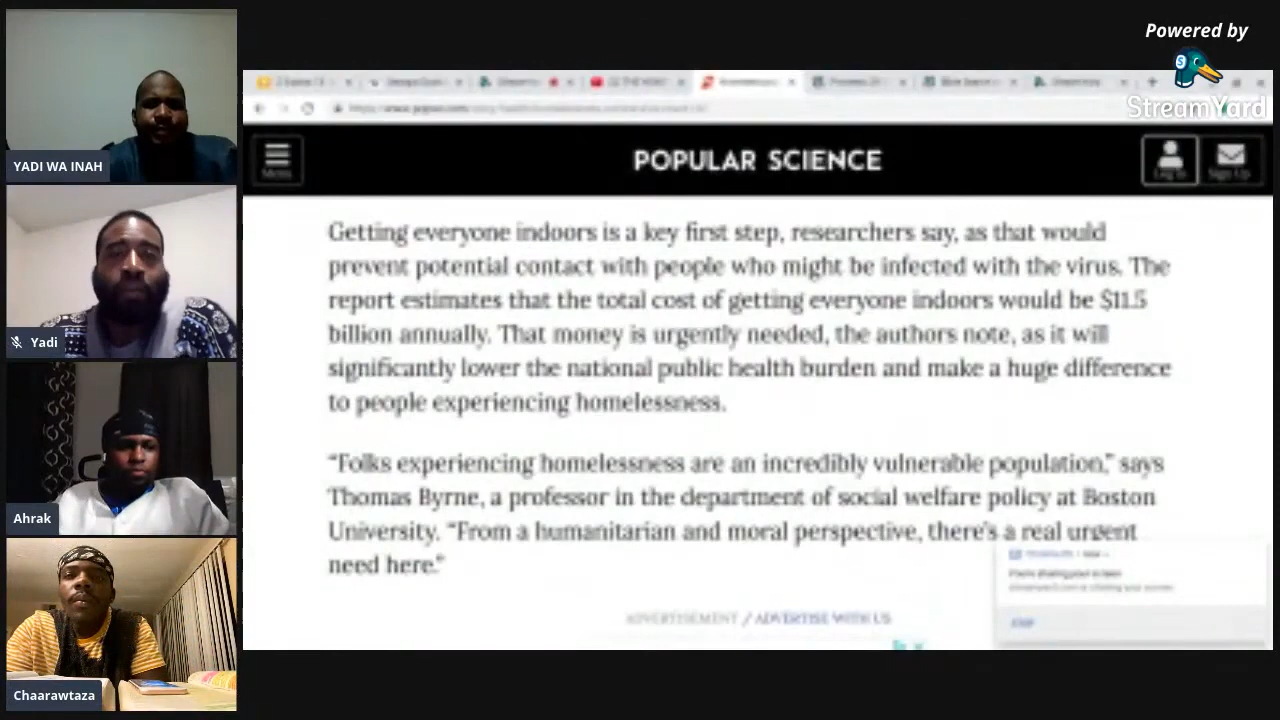 Powered by
StreamYard
YADI WA INAH
Yadi
Ahrak
Chaarawtaza
Menu
POPULAR SCIENCE
Log In
Sign Up
Getting everyone indoors is a key first step, researchers say, as that would
prevent potential contact with people who might be infected with the virus. The
report estimates that the total cost of getting everyone indoors would be $11.5
billion annually. That money is urgently needed, the authors note, as it will
significantly lower the national public health burden and make a huge difference
to people experiencing homelessness.
“Folks experiencing homelessness are an incredibly vulnerable population,” says
Thomas Byrne, a professor in the department of social welfare policy at Boston
University. “From a humanitarian and moral perspective, there’s a real urgent
need here.”
ADVERTISEMENT / ADVERTISE WITH US